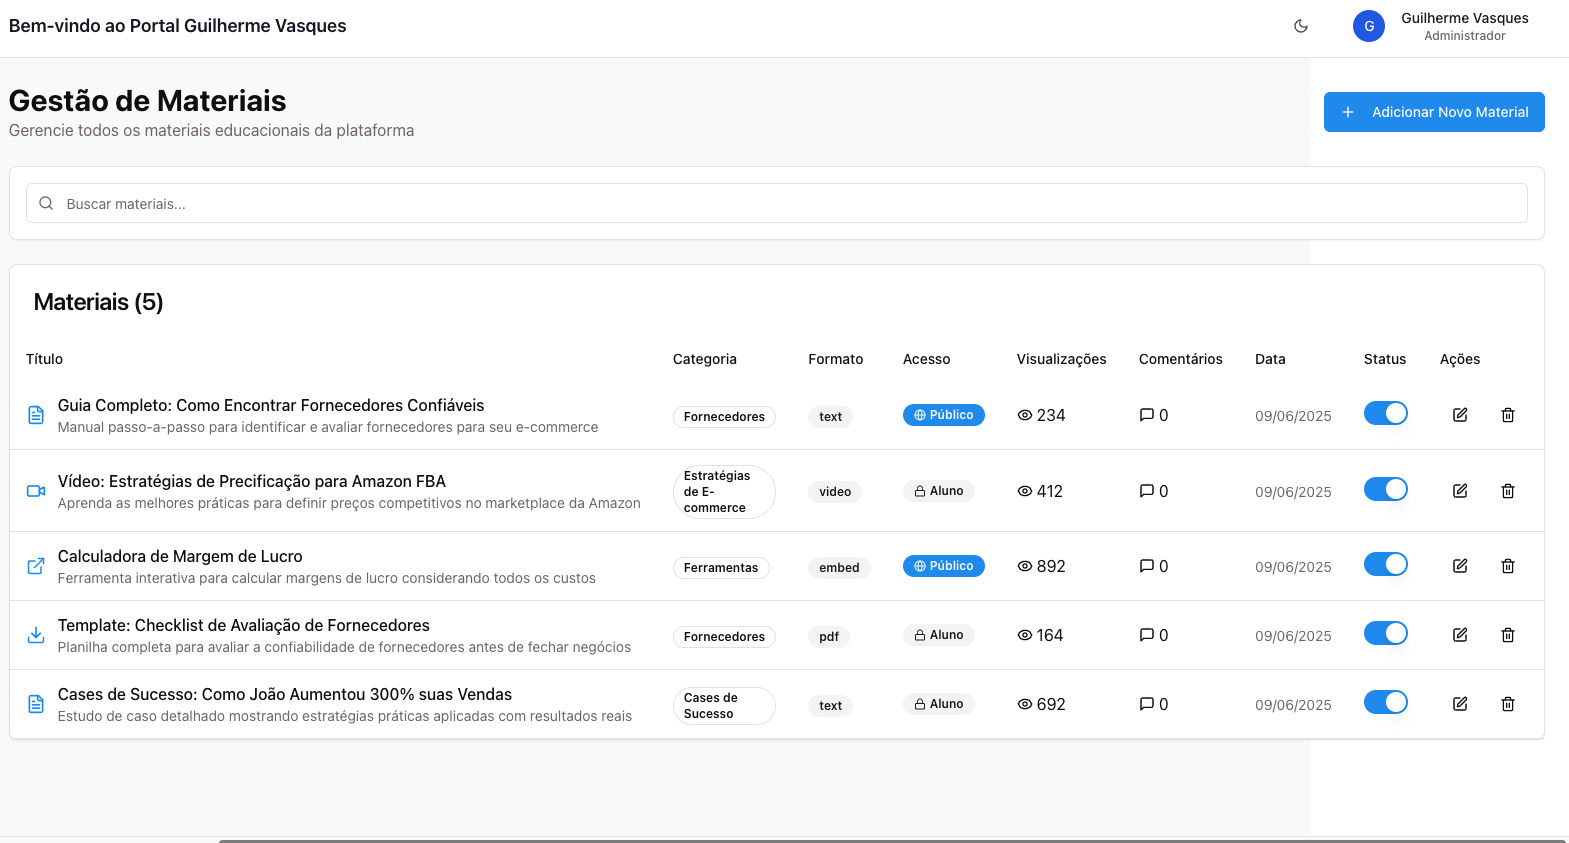 Bem-vindo ao Portal Guilherme Vasques
G
Guilherme Vasques
Administrador
Gestão de Materiais
Gerencie todos os materiais educacionais da plataforma
Adicionar Novo Material
Buscar materiais...
Materiais (5)
Título Categoria Formato Acesso Visualizações Comentários Data Status Ações
Guia Completo: Como Encontrar Fornecedores Confiáveis
Manual passo-a-passo para identificar e avaliar fornecedores para seu e-commerce
Fornecedores
text
Público
234
0
09/06/2025
Vídeo: Estratégias de Precificação para Amazon FBA
Aprenda as melhores práticas para definir preços competitivos no marketplace da Amazon
Estratégias
de E-
commerce
video
Aluno
412
0
09/06/2025
Calculadora de Margem de Lucro
Ferramenta interativa para calcular margens de lucro considerando todos os custos
Ferramentas
embed
Público
892
0
09/06/2025
Template: Checklist de Avaliação de Fornecedores
Planilha completa para avaliar a confiabilidade de fornecedores antes de fechar negócios
Fornecedores
pdf
Aluno
164
0
09/06/2025
Cases de Sucesso: Como João Aumentou 300% suas Vendas
Estudo de caso detalhado mostrando estratégias práticas aplicadas com resultados reais
Cases de
Sucesso
text
Aluno
692
0
09/06/2025